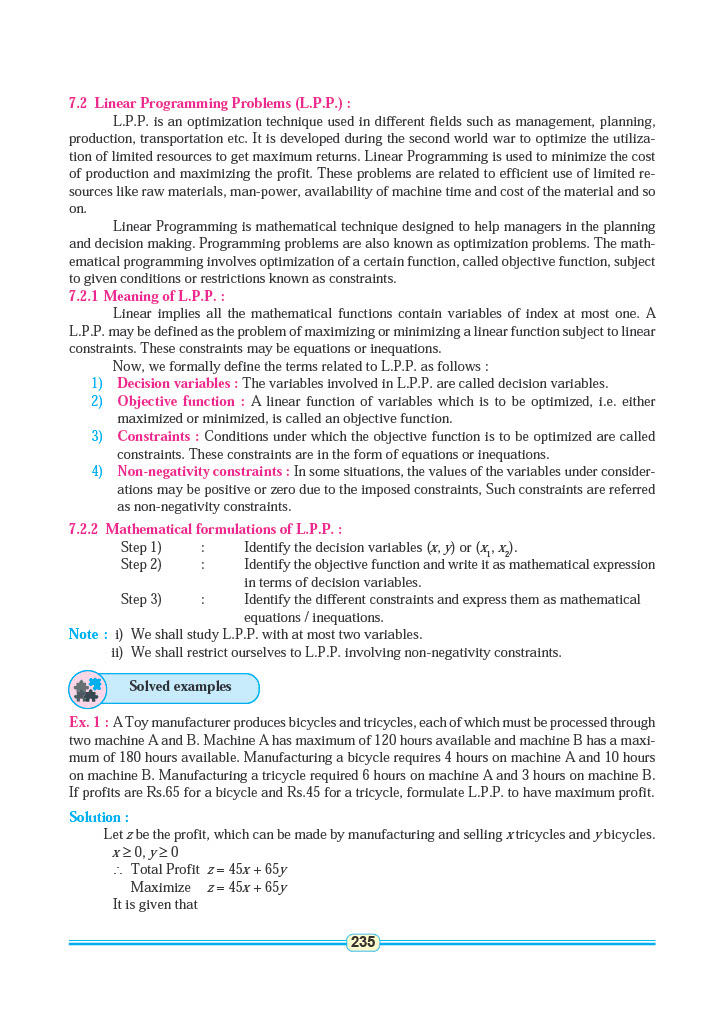 7.2 Linear Programming Problems (L.P.P.) :
L.P.P. is an optimization technique used in different fields such as management, planning,
production, transportation etc. It is developed during the second world war to optimize the utiliza-
tion of limited resources to get maximum returns. Linear Programming is used to minimize the cost
of production and maximizing the profit. These problems are related to efficient use of limited re-
sources like raw materials, man-power, availability of machine time and cost of the material and so
on.
Linear Programming is mathematical technique designed to help managers in the planning
and decision making. Programming problems are also known as optimization problems. The math-
ematical programming involves optimization of a certain function, called objective function, subject
to given conditions or restrictions known as constraints.
7.2.1 Meaning of L.P.P. :
Linear implies all the mathematical functions contain variables of index at most one. A
L.P.P. may be defined as the problem of maximizing or minimizing a linear function subject to linear
constraints. These constraints may be equations or inequations.
Now, we formally define the terms related to L.P.P. as follows :
1) Decision variables : The variables involved in L.P.P. are called decision variables.
2) Objective function : A linear function of variables which is to be optimized, i.e. either
maximized or minimized, is called an objective function.
3) Constraints : Conditions under which the objective function is to be optimized are called
constraints. These constraints are in the form of equations or inequations.
4) Non-negativity constraints : In some situations, the values of the variables under consider-
ations may be positive or zero due to the imposed constraints, Such constraints are referred
as non-negativity constraints.
7.2.2 Mathematical formulations of L.P.P. :
Step 1) : Identify the decision variables (x, y) or (x₁, x₂).
Step 2) : Identify the objective function and write it as mathematical expression
in terms of decision variables.
Step 3) : Identify the different constraints and express them as mathematical
equations / inequations.
Note : i) We shall study L.P.P. with at most two variables.
ii) We shall restrict ourselves to L.P.P. involving non-negativity constraints.
Solved examples
Ex. 1 : A Toy manufacturer produces bicycles and tricycles, each of which must be processed through
two machine A and B. Machine A has maximum of 120 hours available and machine B has a maxi-
mum of 180 hours available. Manufacturing a bicycle requires 4 hours on machine A and 10 hours
on machine B. Manufacturing a tricycle required 6 hours on machine A and 3 hours on machine B.
If profits are Rs.65 for a bicycle and Rs.45 for a tricycle, formulate L.P.P. to have maximum profit.
Solution :
Let z be the profit, which can be made by manufacturing and selling x tricycles and y bicycles.
x ≥ 0, y ≥ 0
∴ Total Profit z = 45x + 65y
Maximize z = 45x + 65y
It is given that
235